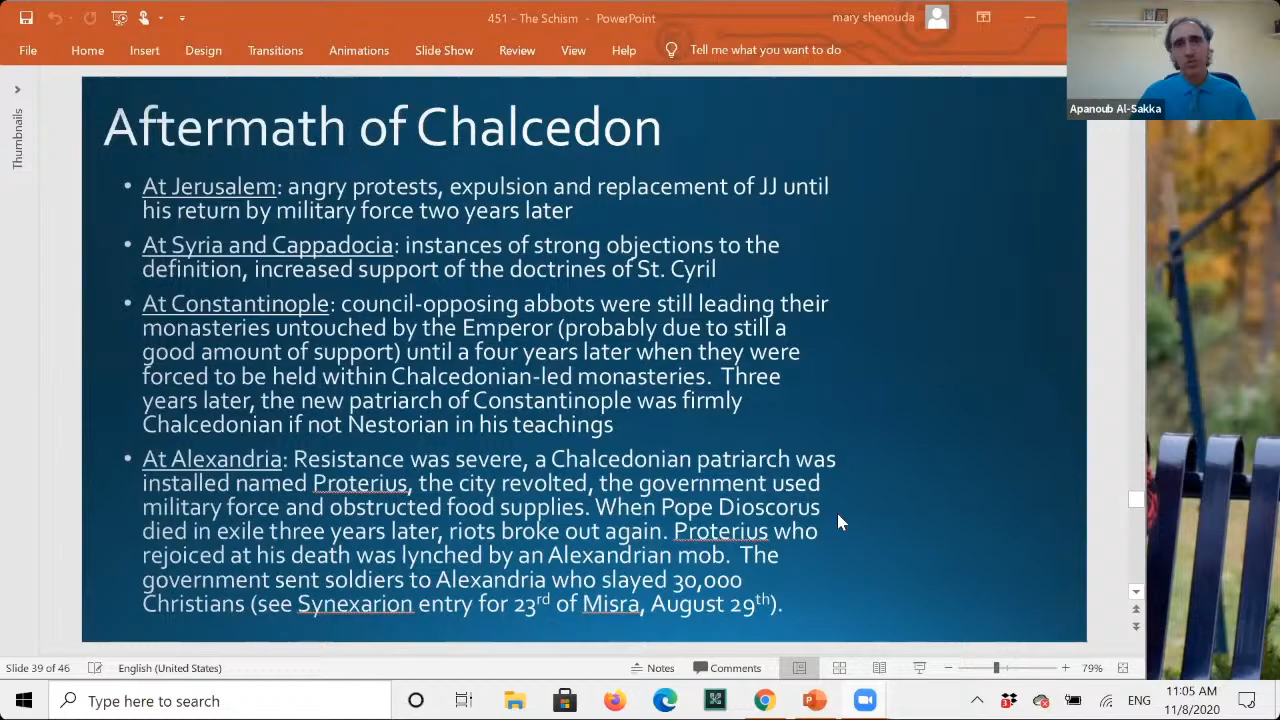 451 - The Schism - PowerPoint
mary shenouda
File Home Insert Design Transitions Animations Slide Show Review View Help Tell me what you want to do
Apanoub Al-Sakka
Thumbnails
Aftermath of Chalcedon
• At Jerusalem: angry protests, expulsion and replacement of JJ until
his return by military force two years later
• At Syria and Cappadocia: instances of strong objections to the
definition, increased support of the doctrines of St. Cyril
• At Constantinople: council-opposing abbots were still leading their
monasteries untouched by the Emperor (probably due to still a
good amount of support) until a four years later when they were
forced to be held within Chalcedonian-led monasteries. Three
years later, the new patriarch of Constantinople was firmly
Chalcedonian if not Nestorian in his teachings
• At Alexandria: Resistance was severe, a Chalcedonian patriarch was
installed named Proterius, the city revolted, the government used
military force and obstructed food supplies. When Pope Dioscorus
died in exile three years later, riots broke out again. Proterius who
rejoiced at his death was lynched by an Alexandrian mob. The
government sent soldiers to Alexandria who slayed 30,000
Christians (see Synexarion entry for 23rd of Misra, August 29th).
Slide 39 of 46 English (United States) Notes Comments 79%
Type here to search
ENG
11:05 AM
11/8/2020